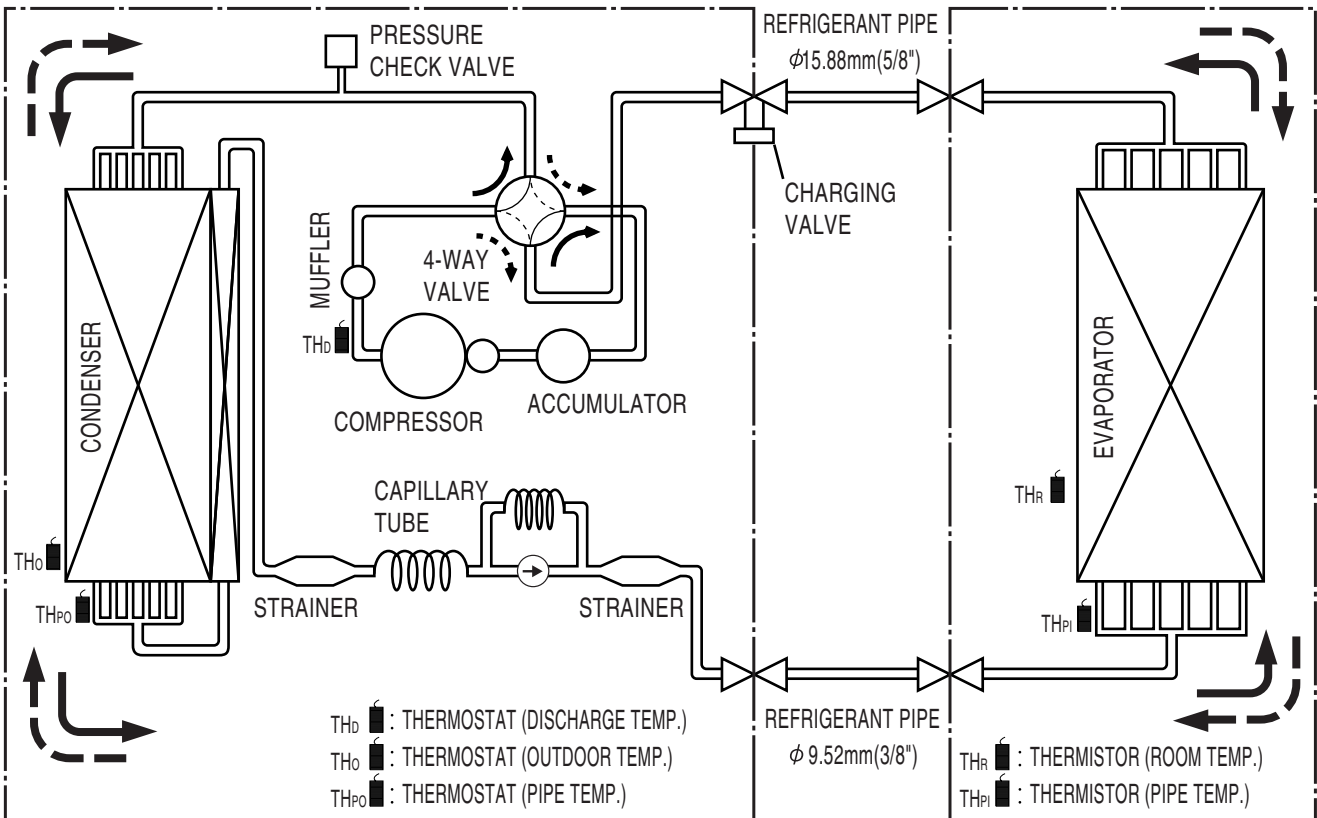 PRESSURE
CHECK VALVE
REFRIGERANT PIPE
ϕ15.88mm(5/8")
CHARGING
VALVE
MUFFLER
4-WAY
VALVE
THD
CONDENSER
COMPRESSOR
ACCUMULATOR
EVAPORATOR
CAPILLARY
TUBE
THR
THO
STRAINER
STRAINER
THPO
THPI
THD : THERMOSTAT (DISCHARGE TEMP.)
THO : THERMOSTAT (OUTDOOR TEMP.)
THPO : THERMOSTAT (PIPE TEMP.)
REFRIGERANT PIPE
ϕ 9.52mm(3/8")
THR : THERMISTOR (ROOM TEMP.)
THPI : THERMISTOR (PIPE TEMP.)